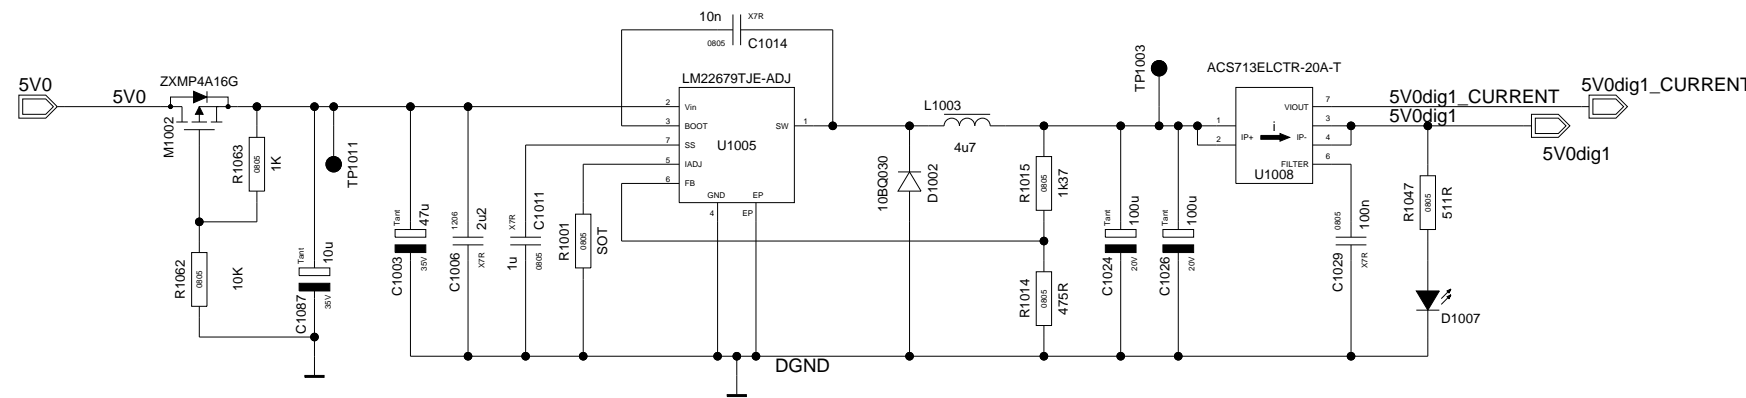 5V0
5V0
ZXMP4A16G
M1002
R1063
0805
1K
TP1011
R1062
0805
10K
C1087
Tant
10u
35V
C1003
Tant
47u
35V
C1006
1206
2u2
X7R
1u
X7R
C1011
0805
R1001
0805
SOT
10n
X7R
0805
C1014
LM22679TJE-ADJ
2
Vin
3
BOOT
SW
1
U1005
7
SS
5
IADJ
6
FB
GND
EP
4
EP
DGND
10BQ030
D1002
L1003
4u7
R1015
0805
1k37
R1014
0805
475R
TP1003
C1024
Tant
100u
20V
C1026
Tant
100u
20V
ACS713ELCTR-20A-T
VIOUT
7
1
3
IP+
i
IP-
2
4
FILTER
6
U1008
C1029
0805
100n
X7R
5V0dig1_CURRENT
5V0dig1
5V0dig1_CURRENT
5V0dig1
R1047
0805
511R
D1007